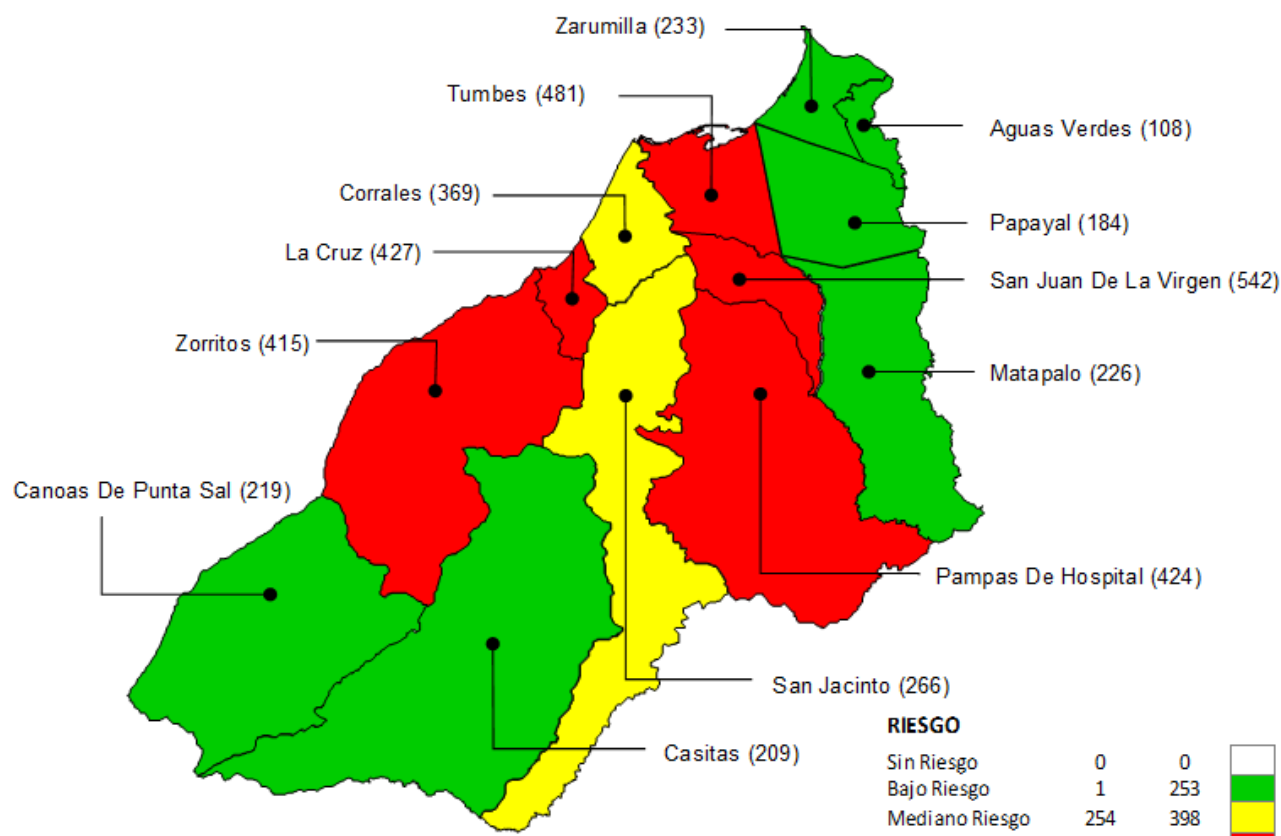 Zarumilla (233)
Tumbes (481)
Aguas Verdes (108)
Corrales (369)
Papayal (184)
La Cruz (427)
San Juan De La Virgen (542)
Zorritos (415)
Matapalo (226)
Canoas De Punta Sal (219)
Pampas De Hospital (424)
San Jacinto (266)
Casitas (209)
RIESGO
Sin Riesgo 0 0
Bajo Riesgo 1 253
Mediano Riesgo 254 398